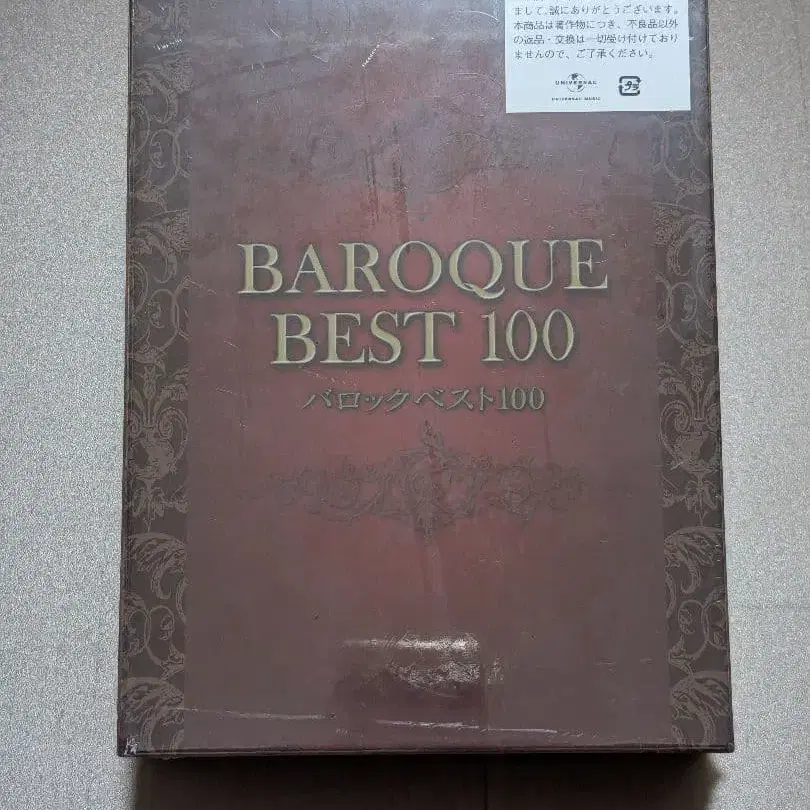 まして、誠にありがとうございます。
本商品は著作物につき、不良品以外
の返品・交換は一切受け付けており
ませんので、ご了承ください。
UNIVERSAL
UNIVERSAL MUSIC
プラ
BAROQUE
BEST 100
バロックベスト100